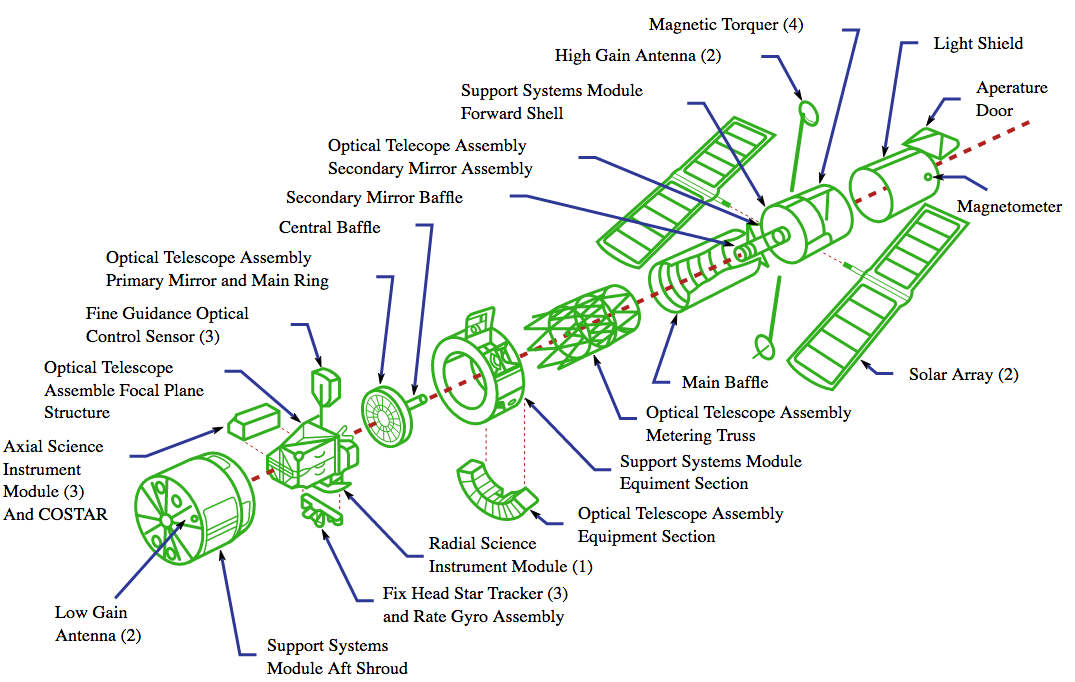 Magnetic Torquer (4)
High Gain Antenna (2)
Light Shield
Support Systems Module
Forward Shell
Aperature
Door
Optical Telecope Assembly
Secondary Mirror Assembly
Secondary Mirror Baffle
Magnetometer
Central Baffle
Optical Telescope Assembly
Primary Mirror and Main Ring
Fine Guidance Optical
Control Sensor (3)
Optical Telescope
Assemble Focal Plane
Structure
Main Baffle
Solar Array (2)
Optical Telescope Assembly
Metering Truss
Axial Science
Instrument
Module (3)
And COSTAR
Support Systems Module
Equiment Section
Optical Telescope Assembly
Equipment Section
Radial Science
Instrument Module (1)
Fix Head Star Tracker (3)
and Rate Gyro Assembly
Low Gain
Antenna (2)
Support Systems
Module Aft Shroud